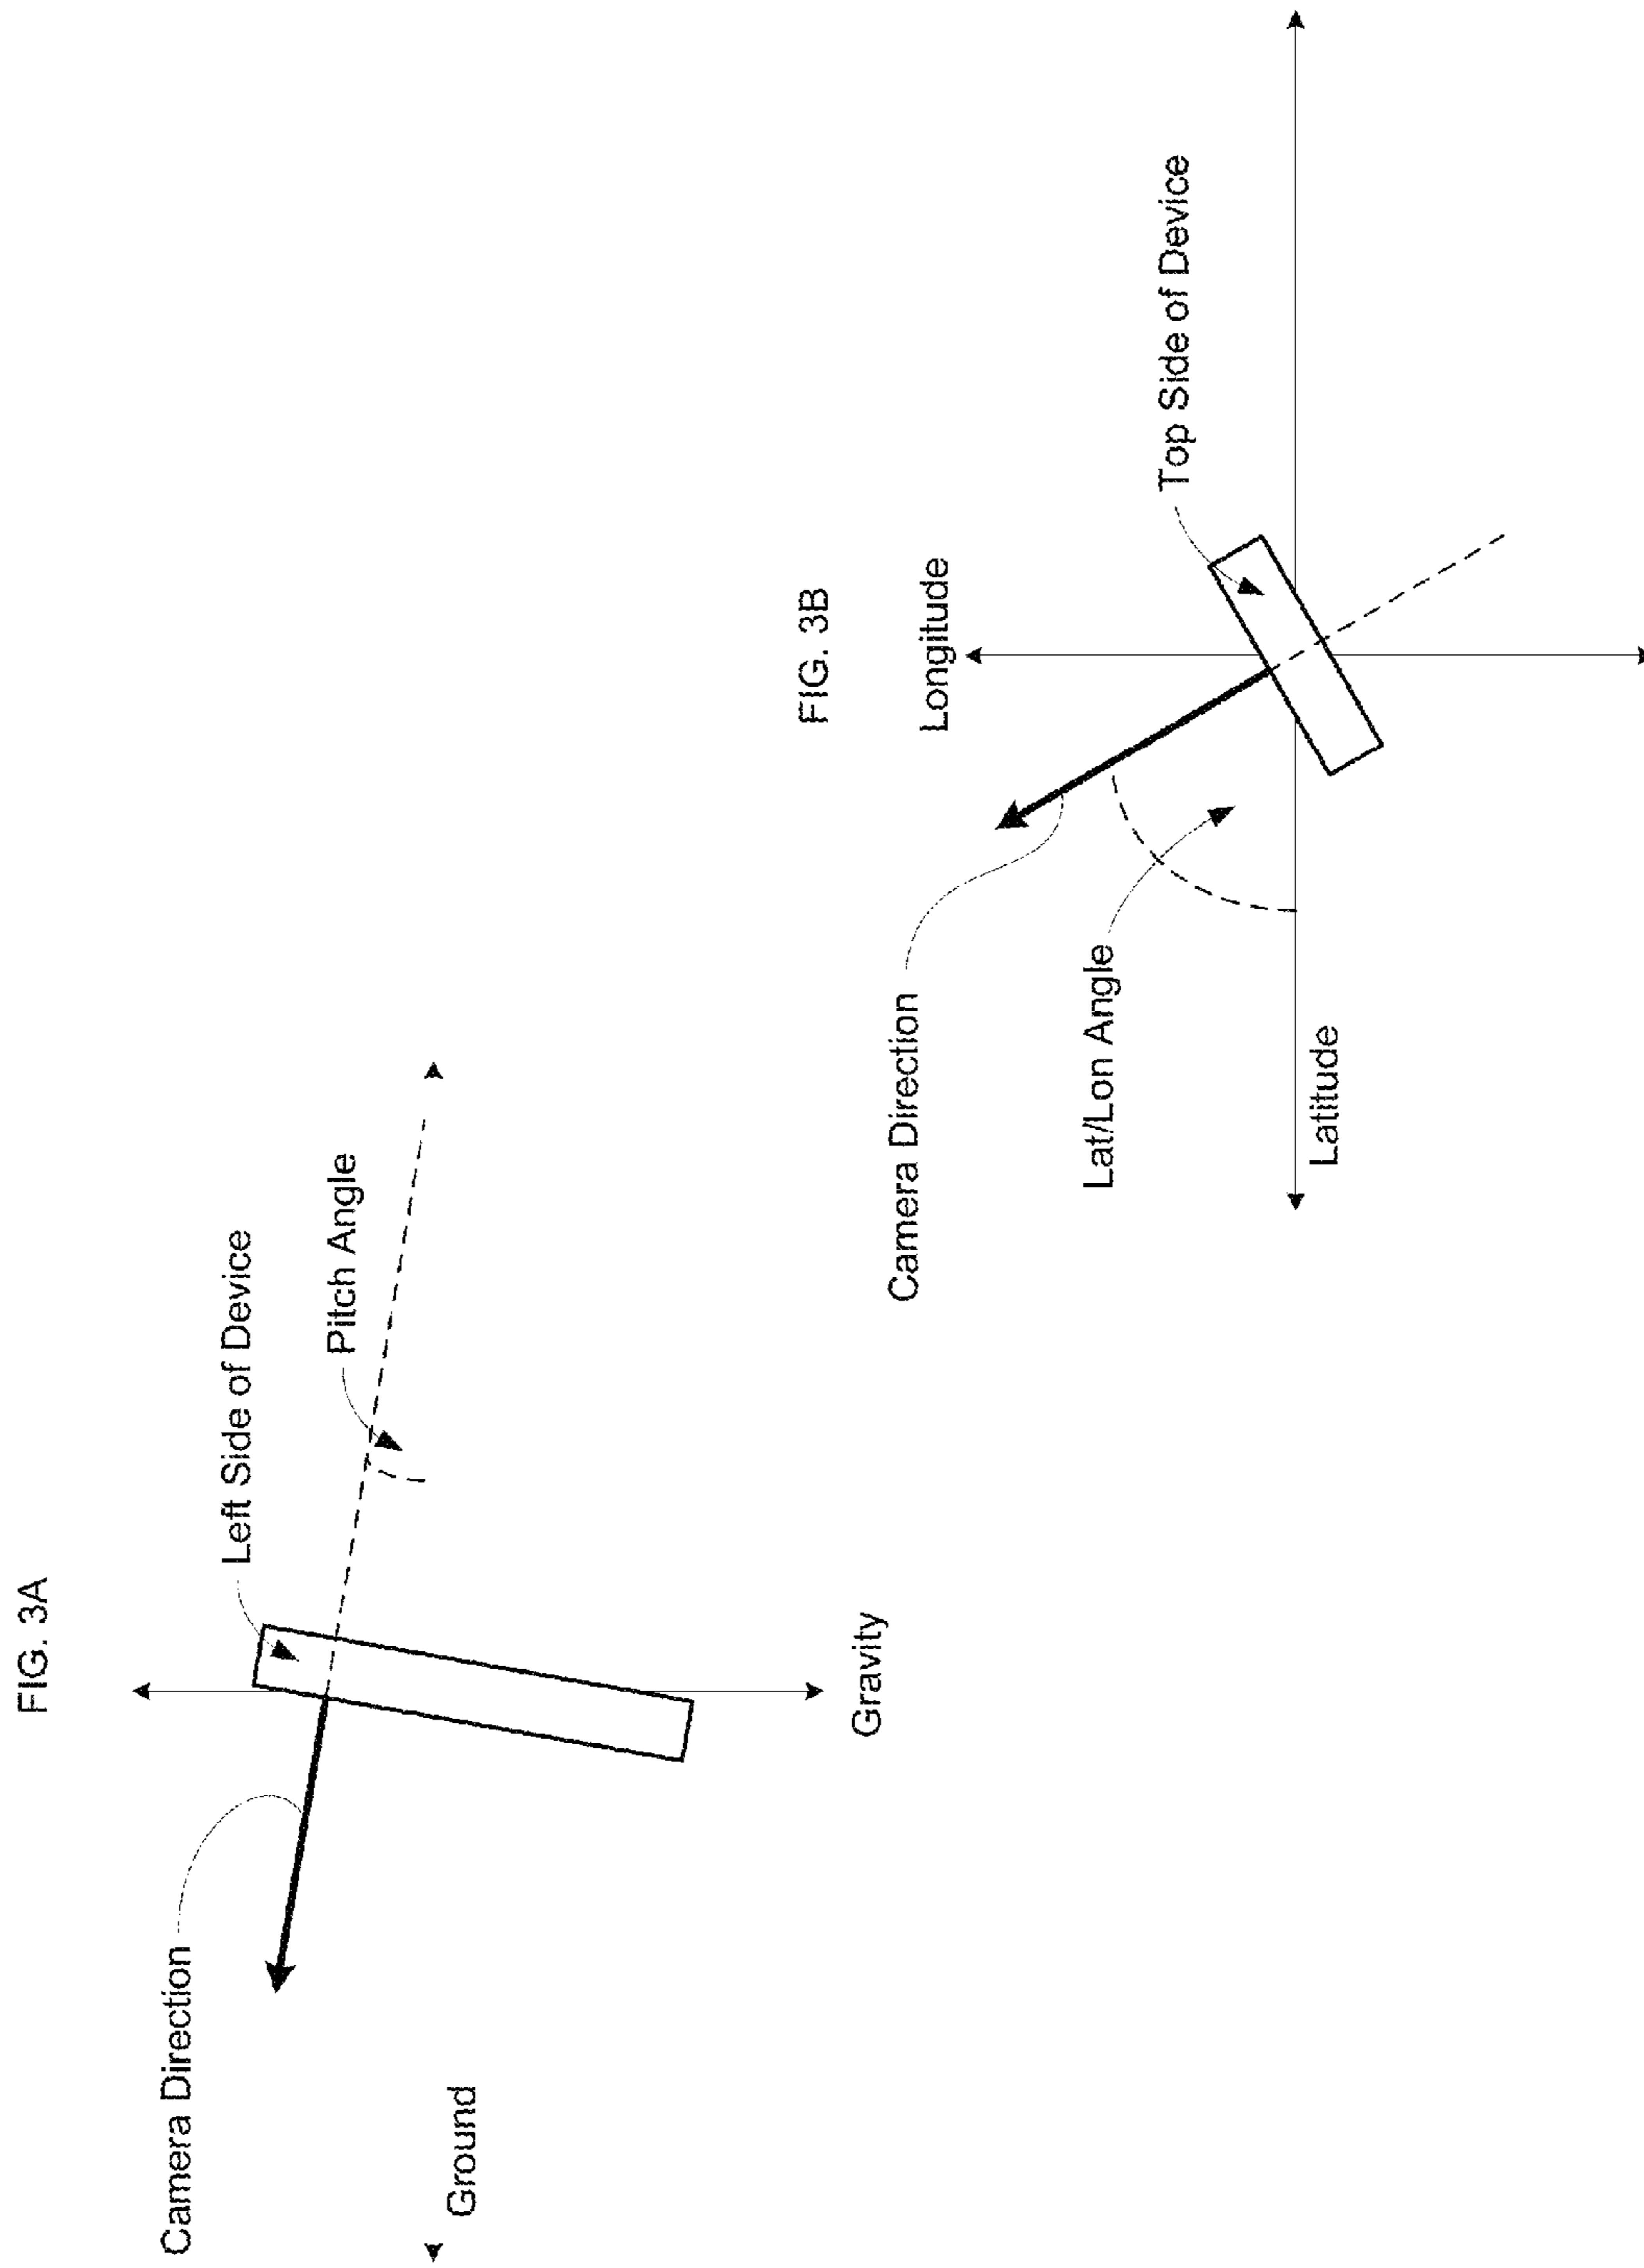 FIG. 3A
Camera Direction
Left Side of Device
Pitch Angle
Ground
Gravity
FIG. 3B
Longitude
Camera Direction
Top Side of Device
Lat/Lon Angle
Latitude